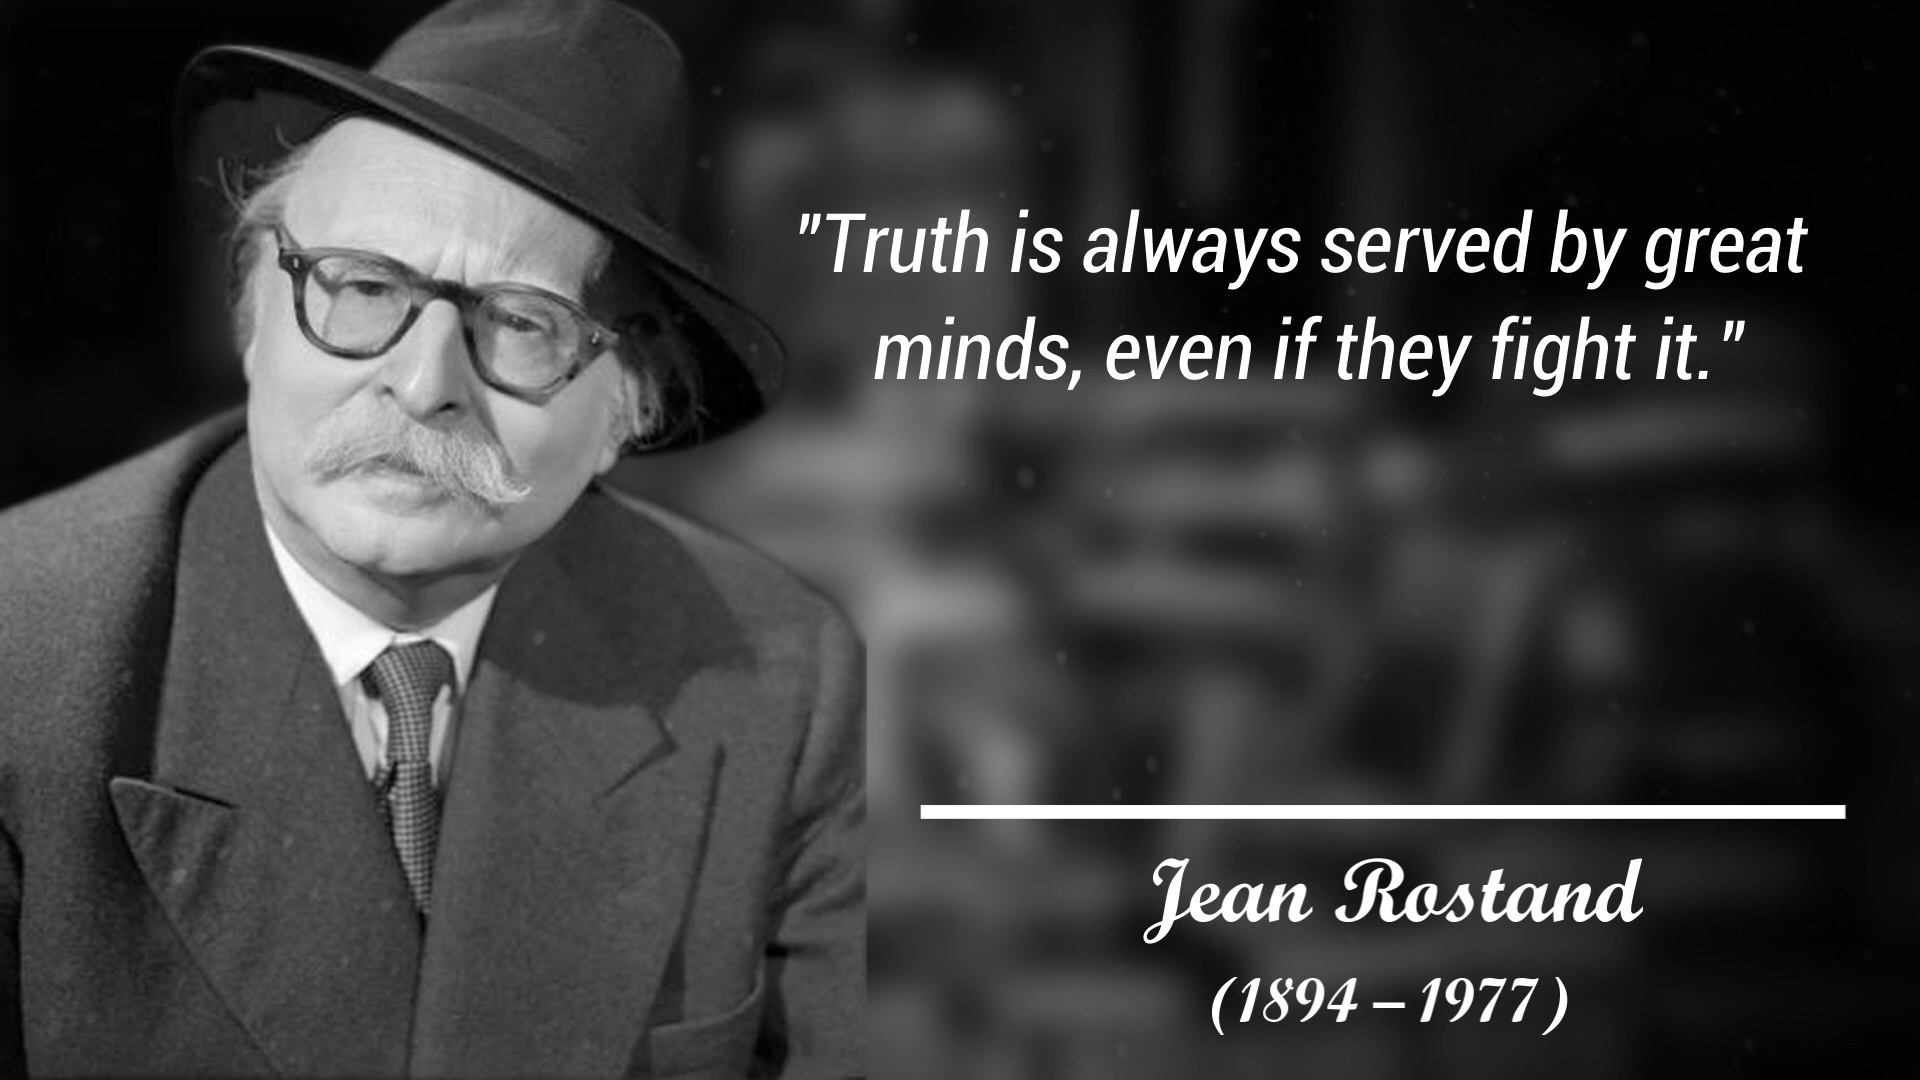 "Truth is always served by great
minds, even if they fight it."
Jean Rostand
(1894 – 1977)